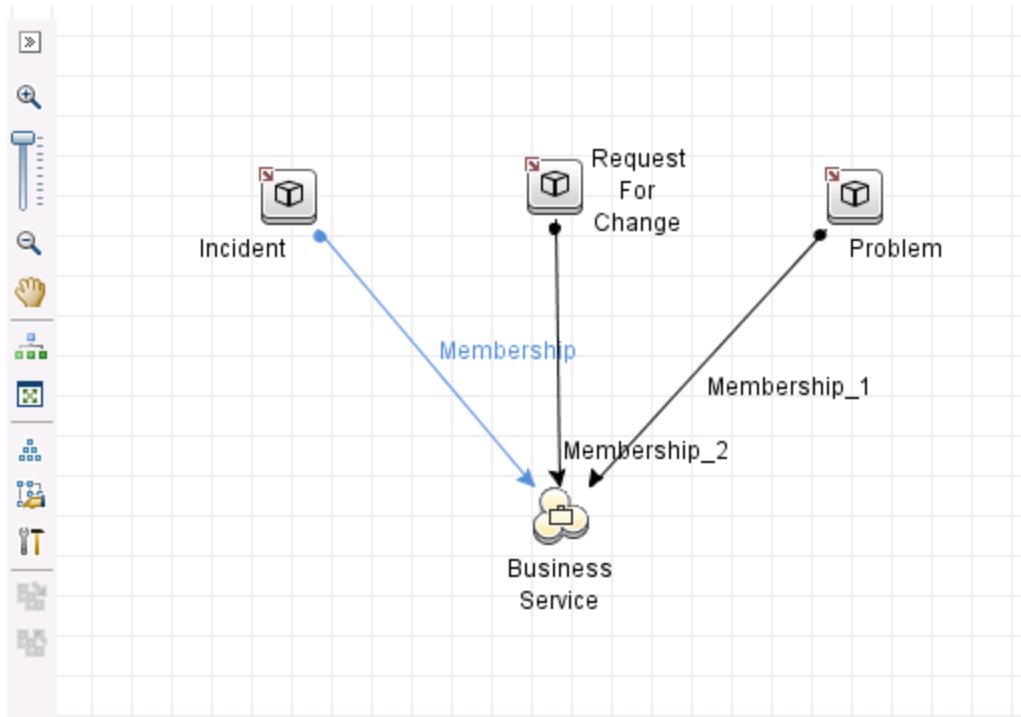 Request
For
Change
Incident
Problem
Membership
Membership_1
Membership_2
Business
Service